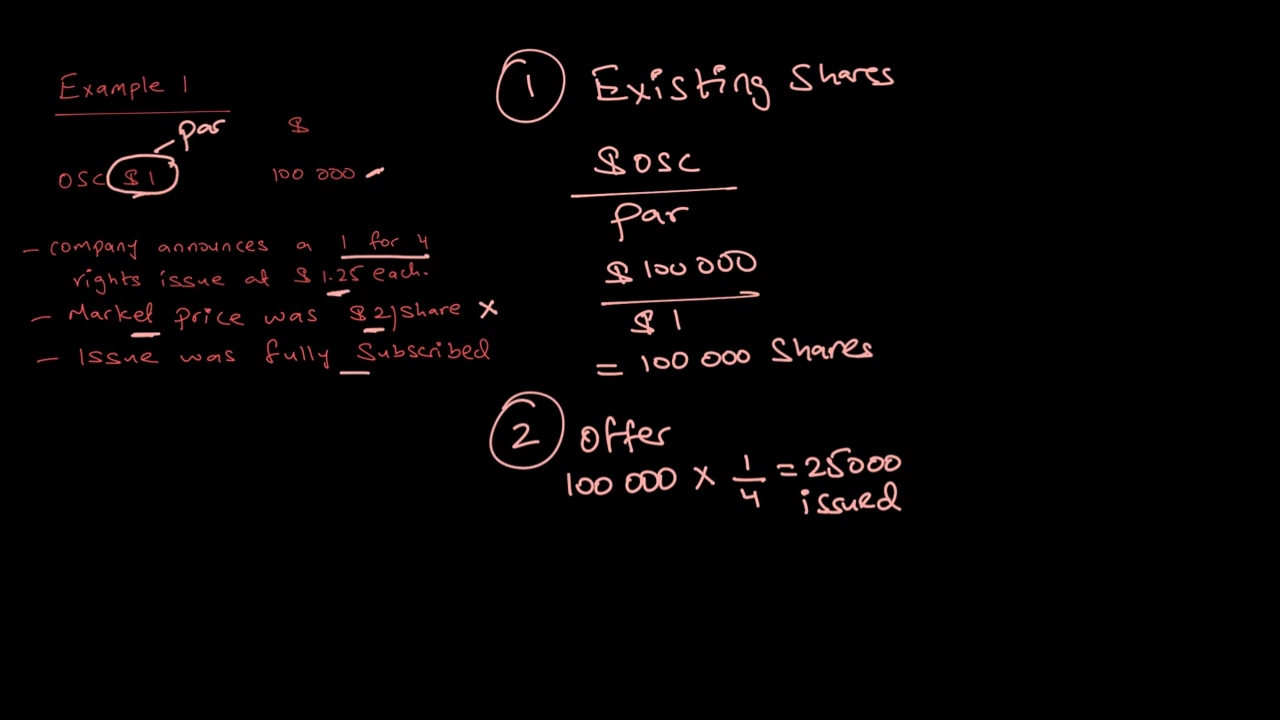 Example 1
par
$
OSC $1
100 000
- company announces a 1 for 4
rights issue at $1.25 each.
- Market price was $2/share x
- Issue was fully Subscribed
1 Existing Shares
$ OSC
par
$ 100 000
$ 1
= 100 000 Shares
2 Offer
100 000 x 1/4 = 25000
issued